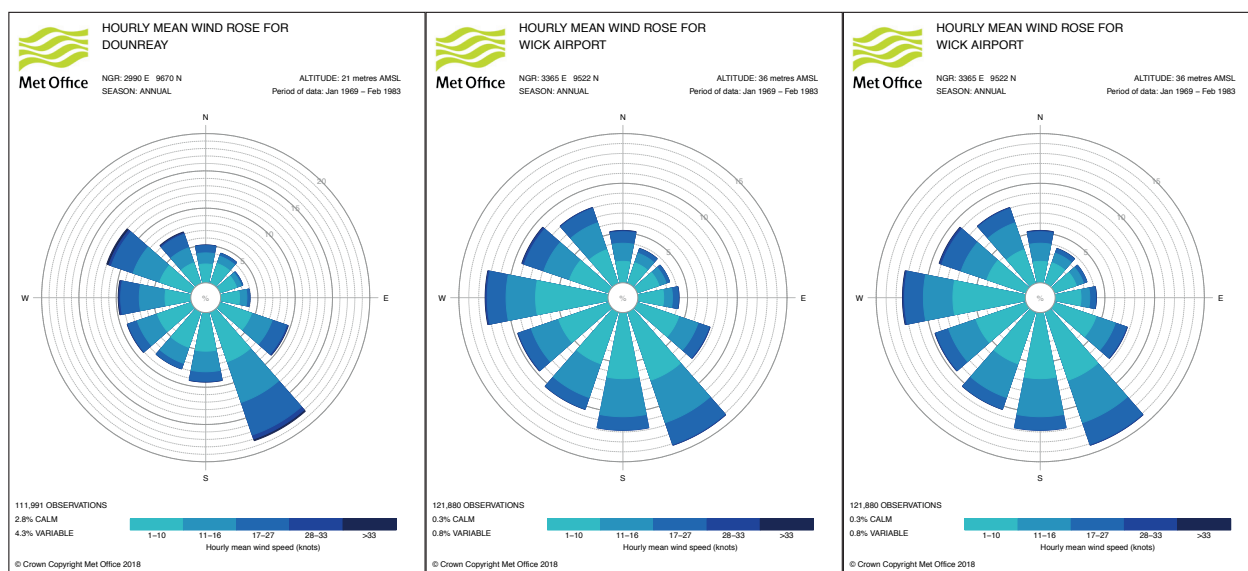 HOURLY MEAN WIND ROSE FOR
DOUNREAY
Met Office
NGR: 2990 E 9670 N
ALTITUDE: 21 metres AMSL
SEASON: ANNUAL
Period of data: Jan 1969 – Feb 1983
N
20
15
10
5
W
%
E
S
111,991 OBSERVATIONS
2.8% CALM
4.3% VARIABLE
1–10 11–16 17–27 28–33 >33
Hourly mean wind speed (knots)
© Crown Copyright Met Office 2018
HOURLY MEAN WIND ROSE FOR
WICK AIRPORT
Met Office
NGR: 3365 E 9522 N
ALTITUDE: 36 metres AMSL
SEASON: ANNUAL
Period of data: Jan 1969 – Feb 1983
N
15
10
5
W
%
E
S
121,880 OBSERVATIONS
0.3% CALM
0.8% VARIABLE
1–10 11–16 17–27 28–33 >33
Hourly mean wind speed (knots)
© Crown Copyright Met Office 2018
HOURLY MEAN WIND ROSE FOR
WICK AIRPORT
Met Office
NGR: 3365 E 9522 N
ALTITUDE: 36 metres AMSL
SEASON: ANNUAL
Period of data: Jan 1969 – Feb 1983
N
15
10
5
W
%
E
S
121,880 OBSERVATIONS
0.3% CALM
0.8% VARIABLE
1–10 11–16 17–27 28–33 >33
Hourly mean wind speed (knots)
© Crown Copyright Met Office 2018